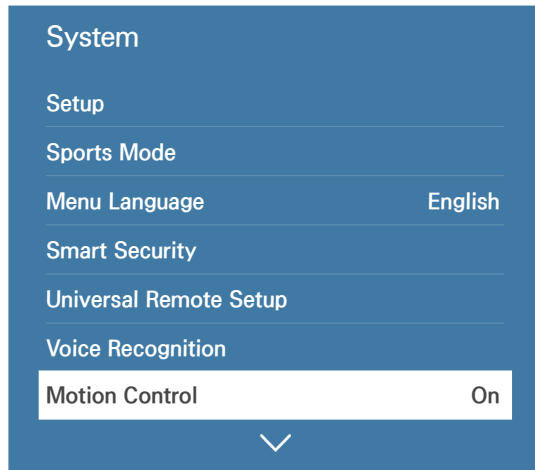 System
Setup
Sports Mode
Menu Language English
Smart Security
Universal Remote Setup
Voice Recognition
Motion Control On